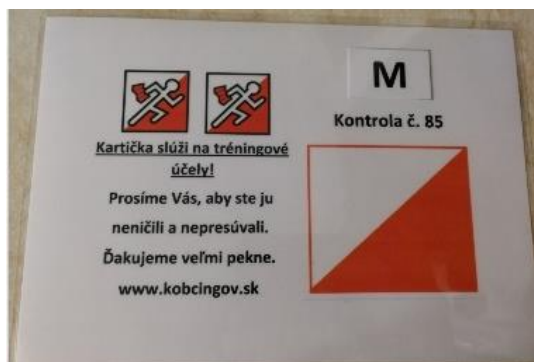 Kartička slúži na tréningové
účely!
Prosíme Vás, aby ste ju
neničili a nepresúvali.
Ďakujeme veľmi pekne.
www.kobcingov.sk
M
Kontrola č. 85